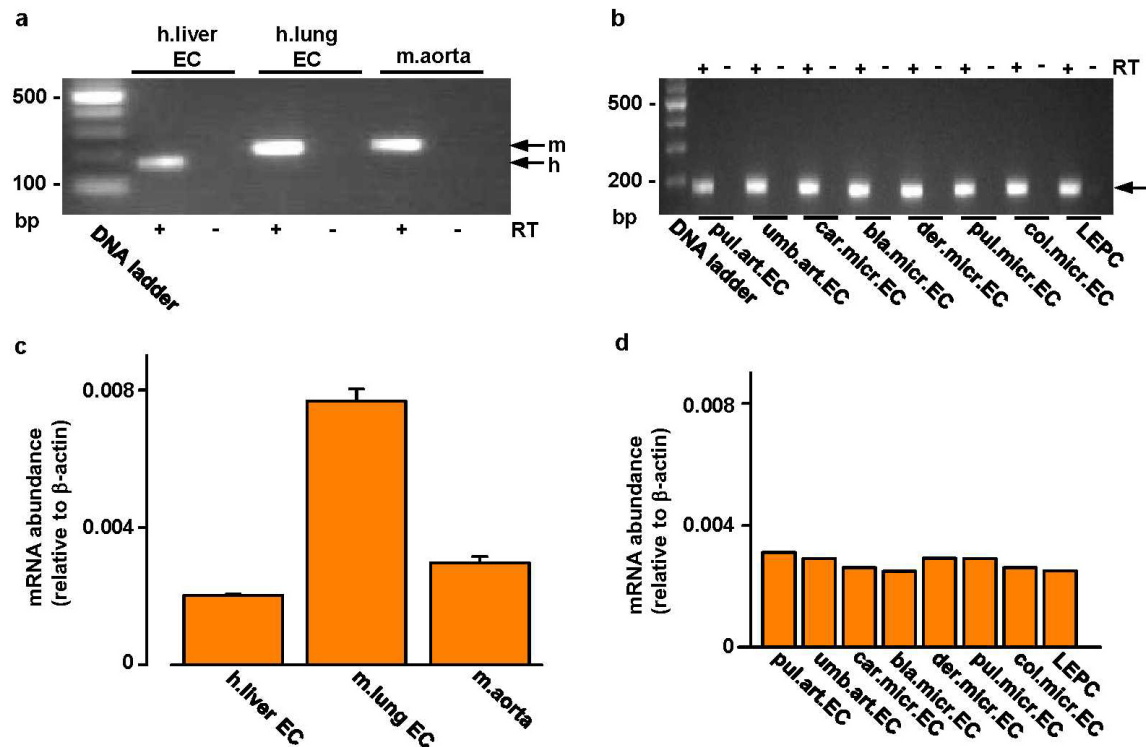 a
h.liver EC
h.lung EC
m.aorta
500 -
100 -
bp
m
h
+ - + - + - RT
DNA ladder
b
+ - + - + - + - + - + - + - + - RT
500 -
200 -
bp
DNA ladder
pul.art.EC
umb.art.EC
car.micr.EC
bla.micr.EC
der.micr.EC
pul.micr.EC
col.micr.EC
LEPC
c
mRNA abundance
(relative to β-actin)
0.008
0.004
0
h.liver EC
m.lung EC
m.aorta
d
mRNA abundance
(relative to β-actin)
0.008
0.004
0
pul.art.EC
umb.art.EC
car.micr.EC
bla.micr.EC
der.micr.EC
pul.micr.EC
col.micr.EC
LEPC